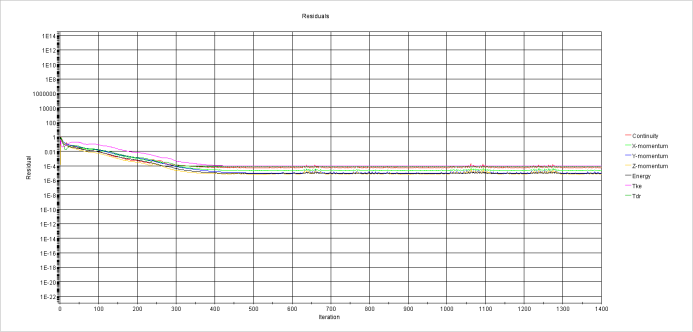 Residuals
1E14
1E12
1E10
1E8
1000000
10000
100
1
0.01
1E-4
1E-6
1E-8
1E-10
1E-12
1E-14
1E-16
1E-18
1E-20
1E-22
Residual
0 100 200 300 400 500 600 700 800 900 1000 1100 1200 1300 1400
Iteration
Continuity
X-momentum
Y-momentum
Z-momentum
Energy
Tke
Tdr